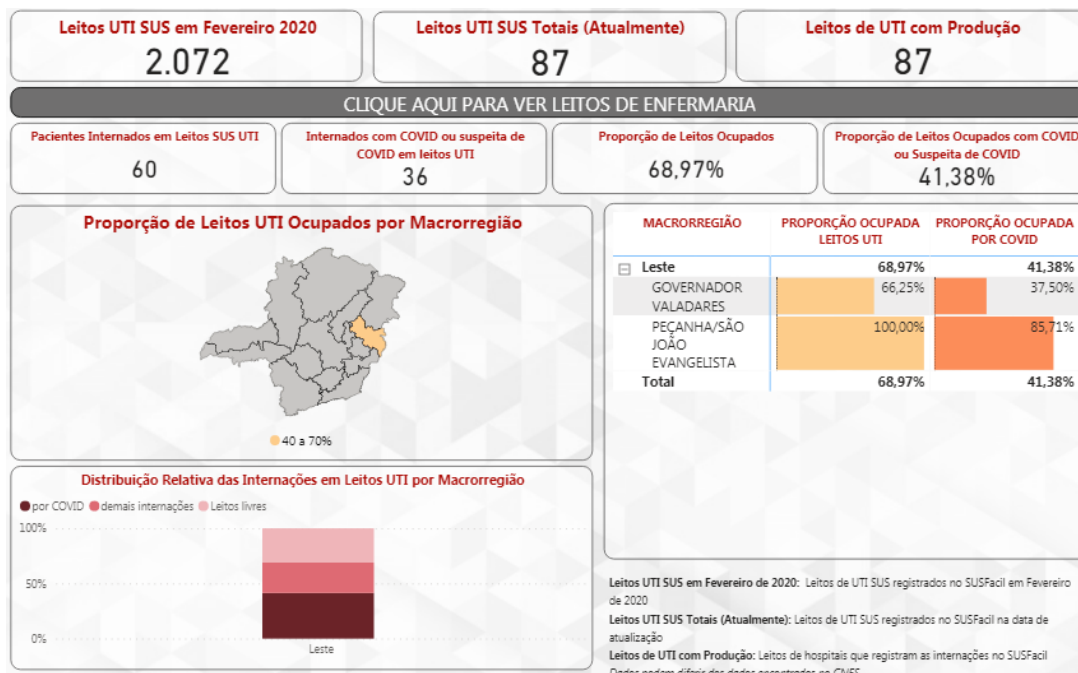 Leitos UTI SUS em Fevereiro 2020
2.072
Leitos UTI SUS Totais (Atualmente)
87
Leitos de UTI com Produção
87
CLIQUE AQUI PARA VER LEITOS DE ENFERMARIA
Pacientes Internados em Leitos SUS UTI
60
Internados com COVID ou suspeita de
COVID em leitos UTI
36
Proporção de Leitos Ocupados
68,97%
Proporção de Leitos Ocupados com COVID
ou Suspeita de COVID
41,38%
Proporção de Leitos UTI Ocupados por Macrorregião
40 a 70%
MACRORREGIÃO PROPORÇÃO OCUPADA PROPORÇÃO OCUPADA
LEITOS UTI POR COVID
Leste 68,97% 41,38%
GOVERNADOR 66,25% 37,50%
VALADARES
PEÇANHA/SÃO 100,00% 85,71%
JOÃO
EVANGELISTA
Total 68,97% 41,38%
Distribuição Relativa das Internações em Leitos UTI por Macrorregião
por COVID demais internações Leitos livres
100%
50%
0%
Leste
Leitos UTI SUS em Fevereiro de 2020: Leitos de UTI SUS registrados no SUSFacil em Fevereiro
de 2020
Leitos UTI SUS Totais (Atualmente): Leitos de UTI SUS registrados no SUSFacil na data de
atualização
Leitos de UTI com Produção: Leitos de hospitais que registram as internações no SUSFacil
Dados podem diferir dos dados encontrados no CNES